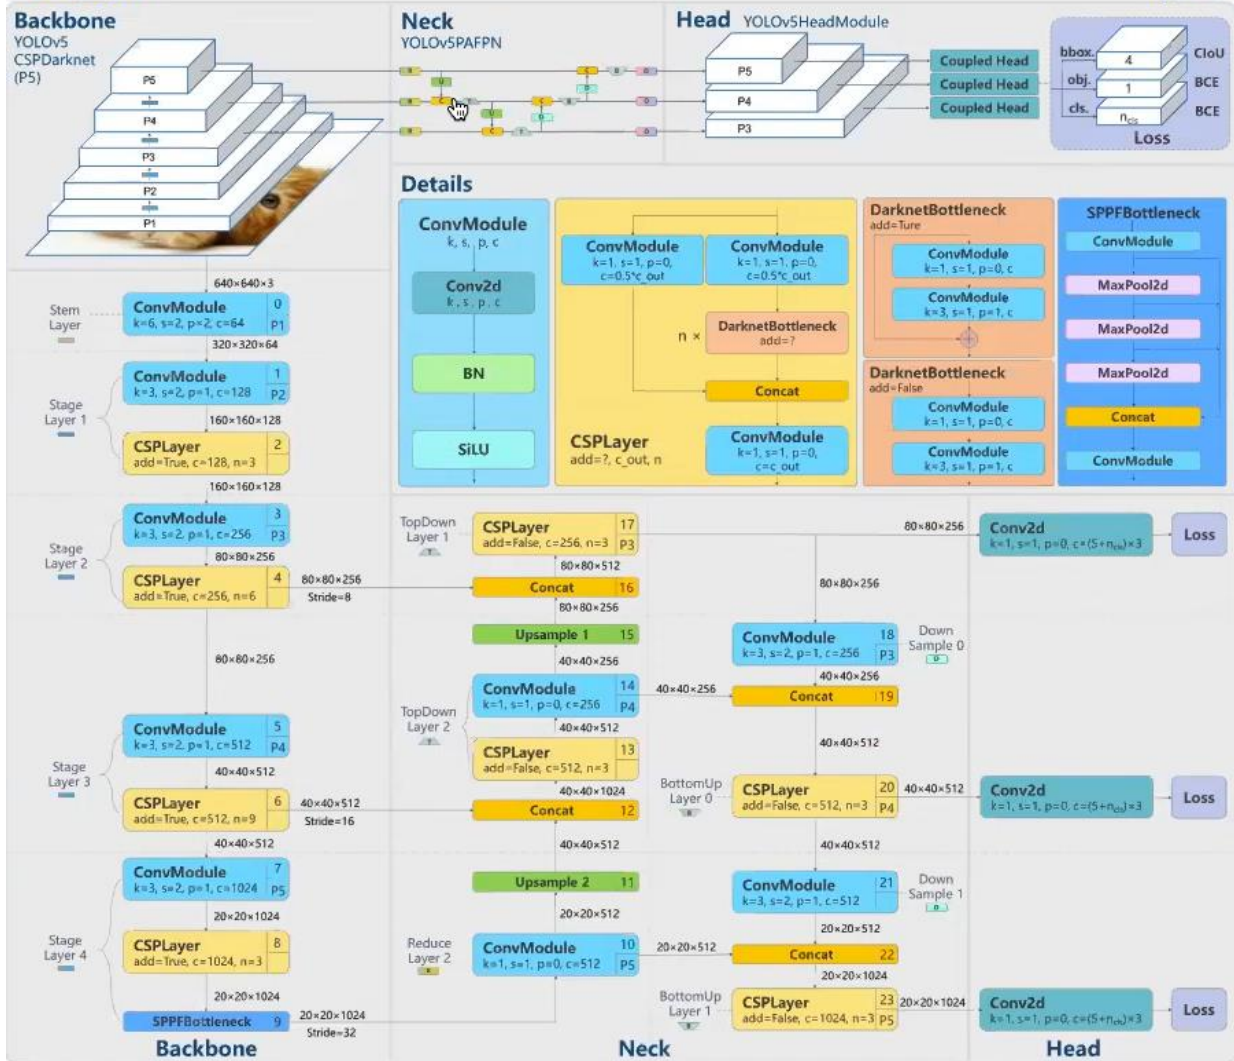 Backbone
YOLOv5
CSPDarknet
(P5)
P5
P4
P3
P2
P1
Neck
YOLOv5PAFPN
R
U
C
T
C
B
O
R
C
T
U
C
B
D
O
R
C
T
D
O
Head YOLOv5HeadModule
P5
P4
P3
Coupled Head
Coupled Head
Coupled Head
bbox.
obj.
cls.
4
1
n_cls
CIoU
BCE
BCE
Loss
Details
ConvModule
k, s, p, c
Conv2d
k, s, p, c
BN
SiLU
ConvModule
k=1, s=1, p=0,
c=0.5*c_out
ConvModule
k=1, s=1, p=0,
c=0.5*c_out
n ×
DarknetBottleneck
add=?
Concat
CSPLayer
add=?, c_out, n
ConvModule
k=1, s=1, p=0,
c=c_out
DarknetBottleneck
add=Ture
ConvModule
k=1, s=1, p=0, c
ConvModule
k=3, s=1, p=1, c
DarknetBottleneck
add=False
ConvModule
k=1, s=1, p=0, c
ConvModule
k=3, s=1, p=1, c
SPPFBottleneck
ConvModule
MaxPool2d
MaxPool2d
MaxPool2d
Concat
ConvModule
640×640×3
Stem
Layer
ConvModule 0
k=6, s=2, p=2, c=64 P1
320×320×64
Stage
Layer 1
ConvModule 1
k=3, s=2, p=1, c=128 P2
160×160×128
CSPLayer 2
add=True, c=128, n=3
160×160×128
Stage
Layer 2
ConvModule 3
k=3, s=2, p=1, c=256 P3
80×80×256
CSPLayer 4
add=True, c=256, n=6
80×80×256
Stride=8
80×80×256
Stage
Layer 3
ConvModule 5
k=3, s=2, p=1, c=512 P4
40×40×512
CSPLayer 6
add=True, c=512, n=9
40×40×512
Stride=16
40×40×512
Stage
Layer 4
ConvModule 7
k=3, s=2, p=1, c=1024 P5
20×20×1024
CSPLayer 8
add=True, c=1024, n=3
20×20×1024
SPPFBottleneck 9
20×20×1024
Stride=32
Backbone
TopDown
Layer 1
T
CSPLayer 17
add=False, c=256, n=3 P3
80×80×512
Concat 16
80×80×256
Upsample 1 15
40×40×256
TopDown
Layer 2
T
ConvModule 14
k=1, s=1, p=0, c=256 P4
40×40×512
CSPLayer 13
add=False, c=512, n=3
40×40×1024
Concat 12
40×40×512
Upsample 2 11
20×20×512
Reduce
Layer 2
R
ConvModule 10
k=1, s=1, p=0, c=512 P5
80×80×256
ConvModule 18
k=3, s=2, p=1, c=256 P3
Down
Sample 0
D
40×40×256
40×40×256
Concat 19
40×40×512
BottomUp
Layer 0
B
CSPLayer 20
add=False, c=512, n=3 P4
40×40×512
40×40×512
ConvModule 21
k=3, s=2, p=1, c=512
Down
Sample 1
D
20×20×512
20×20×512
Concat 22
20×20×1024
BottomUp
Layer 1
B
CSPLayer 23
add=False, c=1024, n=3 P5
20×20×1024
Neck
80×80×256
Conv2d
k=1, s=1, p=0, c×(5+n_cls)×3
Loss
Conv2d
k=1, s=1, p=0, c=(5+n_cls)×3
Loss
Conv2d
k=1, s=1, p=0, c=(5+n_cls)×3
Loss
Head